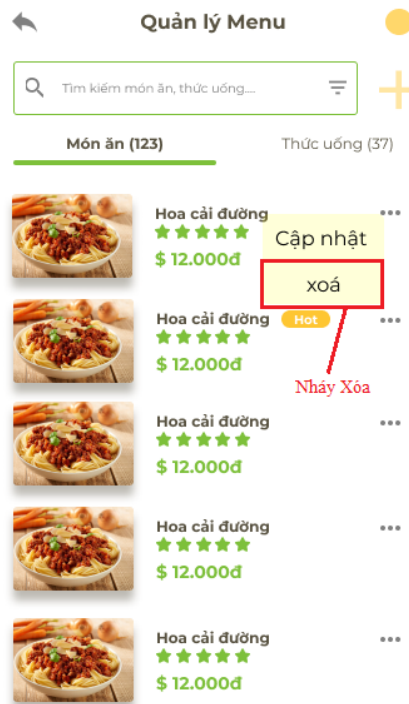 Quản lý Menu
Tìm kiếm món ăn, thức uống....
Món ăn (123)
Thức uống (37)
Hoa cải đường
$ 12.000đ
Cập nhật
xoá
Hoa cải đường
Hot
$ 12.000đ
Nháy Xóa
Hoa cải đường
$ 12.000đ
Hoa cải đường
$ 12.000đ
Hoa cải đường
$ 12.000đ